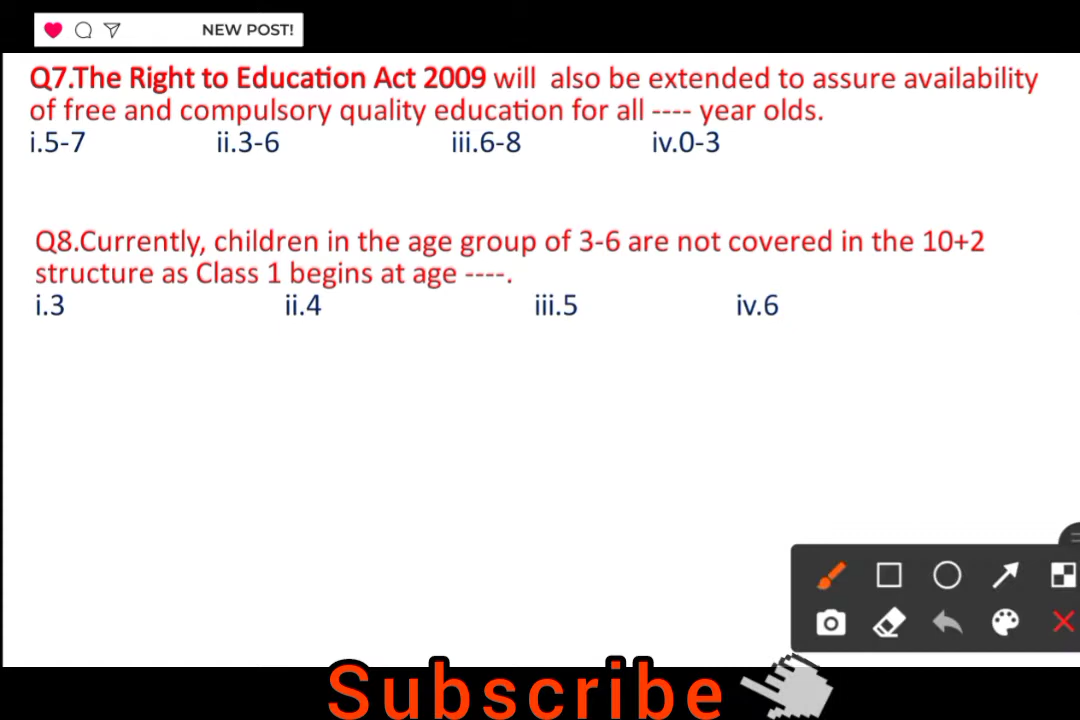 NEW POST!
Q7.The Right to Education Act 2009 will also be extended to assure availability
of free and compulsory quality education for all ---- year olds.
i.5-7 ii.3-6 iii.6-8 iv.0-3
Q8.Currently, children in the age group of 3-6 are not covered in the 10+2
structure as Class 1 begins at age ----.
i.3 ii.4 iii.5 iv.6
Subscribe